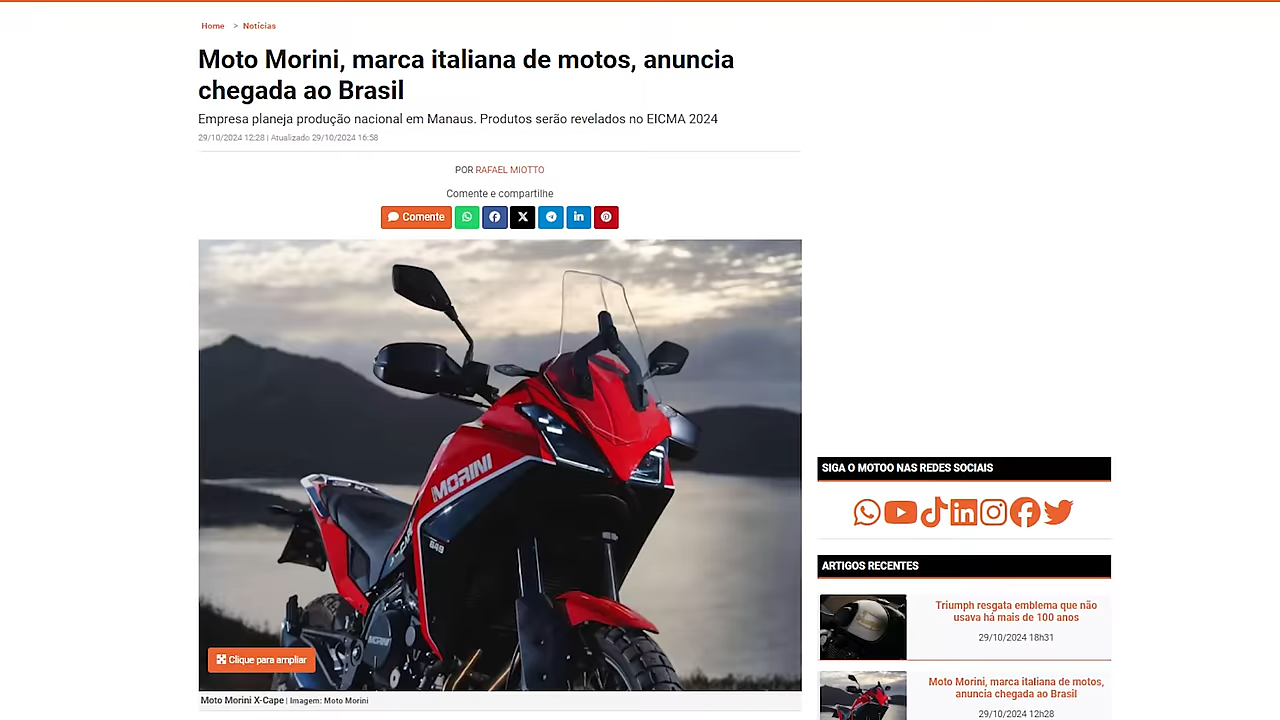 Home > Notícias
Moto Morini, marca italiana de motos, anuncia
chegada ao Brasil
Empresa planeja produção nacional em Manaus. Produtos serão revelados no EICMA 2024
29/10/2024 12:28 | Atualizado 29/10/2024 16:58
POR RAFAEL MIOTTO
Comente e compartilhe
Comente
MORINI
649
MORINI
Clique para ampliar
Moto Morini X-Cape | Imagem: Moto Morini
SIGA O MOTOO NAS REDES SOCIAIS
ARTIGOS RECENTES
Triumph resgata emblema que não
usava há mais de 100 anos
29/10/2024 18h31
Moto Morini, marca italiana de motos,
anuncia chegada ao Brasil
29/10/2024 12h28